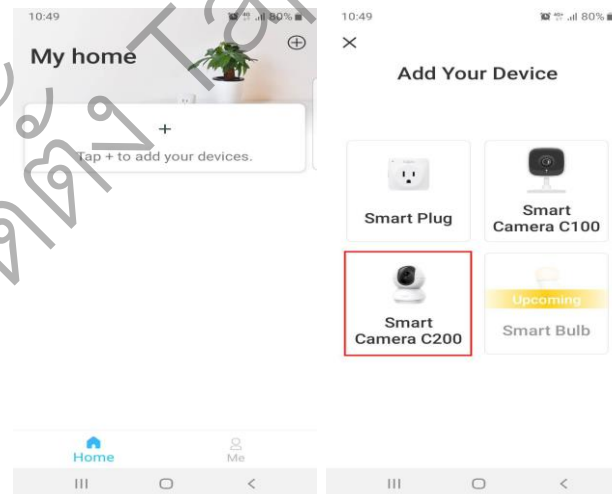 10:49
80%
My home
+
Tap + to add your devices.
Home
Me
10:49
80%
Add Your Device
Smart Plug
Smart
Camera C100
Smart
Camera C200
Upcoming
Smart Bulb